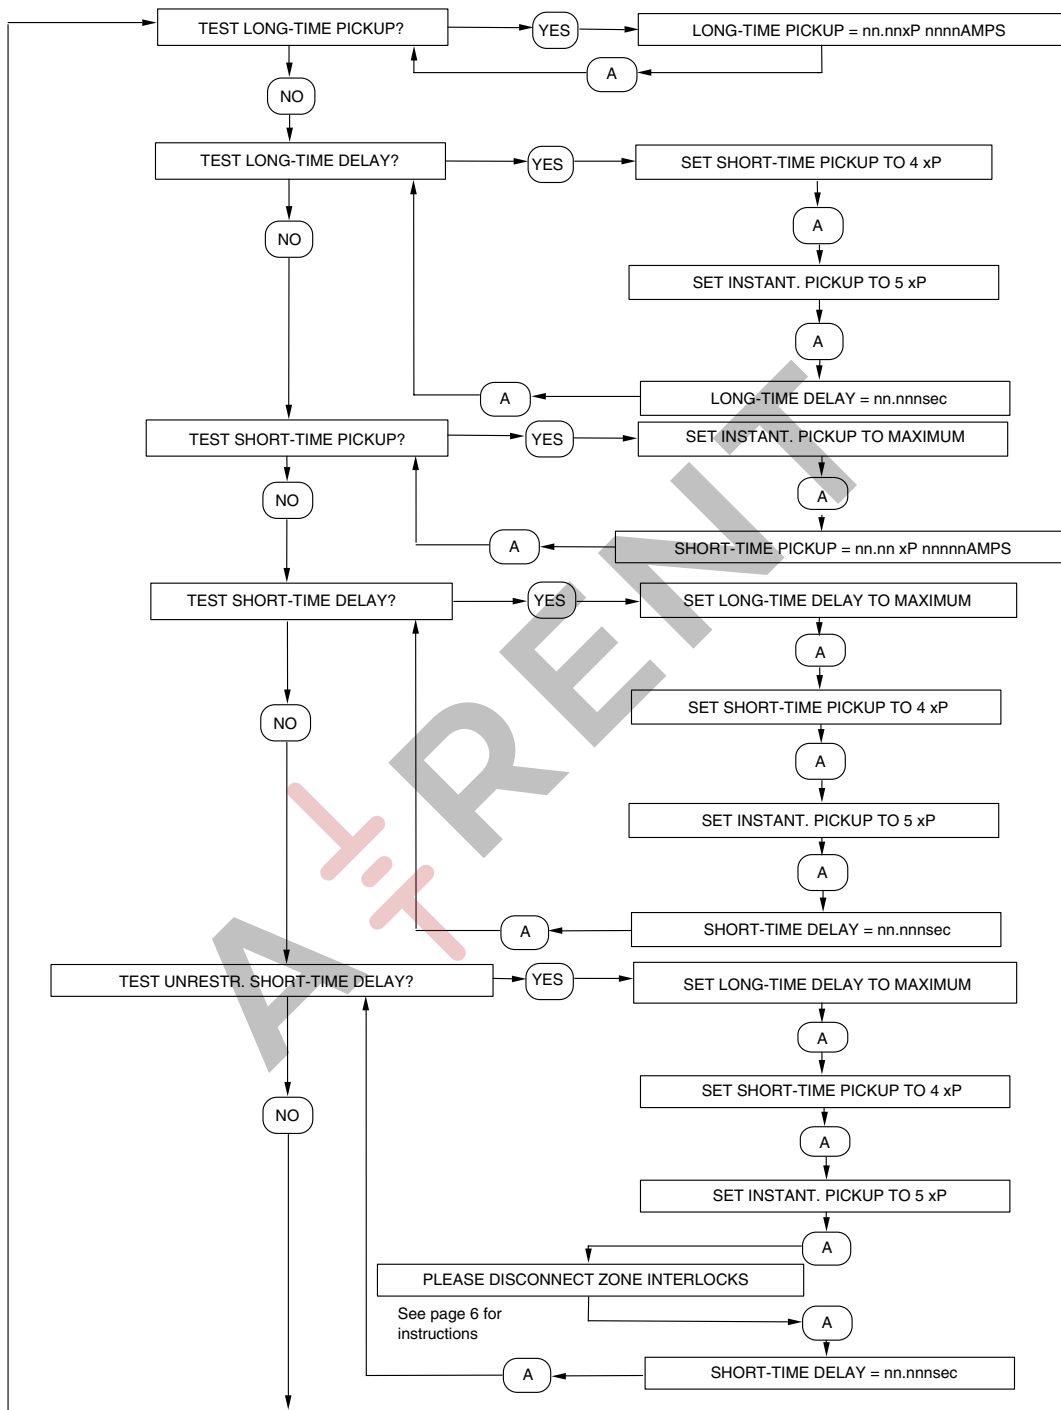 TEST LONG-TIME PICKUP?
YES
LONG-TIME PICKUP = nn.nnxP nnnnAMPS
A
NO
TEST LONG-TIME DELAY?
YES
SET SHORT-TIME PICKUP TO 4 xP
A
NO
SET INSTANT. PICKUP TO 5 xP
A
LONG-TIME DELAY = nn.nnnsec
A
TEST SHORT-TIME PICKUP?
YES
SET INSTANT. PICKUP TO MAXIMUM
A
NO
SHORT-TIME PICKUP = nn.nn xP nnnnnAMPS
A
TEST SHORT-TIME DELAY?
YES
SET LONG-TIME DELAY TO MAXIMUM
A
SET SHORT-TIME PICKUP TO 4 xP
NO
A
SET INSTANT. PICKUP TO 5 xP
A
SHORT-TIME DELAY = nn.nnnsec
A
TEST UNRESTR. SHORT-TIME DELAY?
YES
SET LONG-TIME DELAY TO MAXIMUM
A
SET SHORT-TIME PICKUP TO 4 xP
NO
A
SET INSTANT. PICKUP TO 5 xP
A
PLEASE DISCONNECT ZONE INTERLOCKS
See page 6 for
instructions
A
SHORT-TIME DELAY = nn.nnnsec
A
A RENT